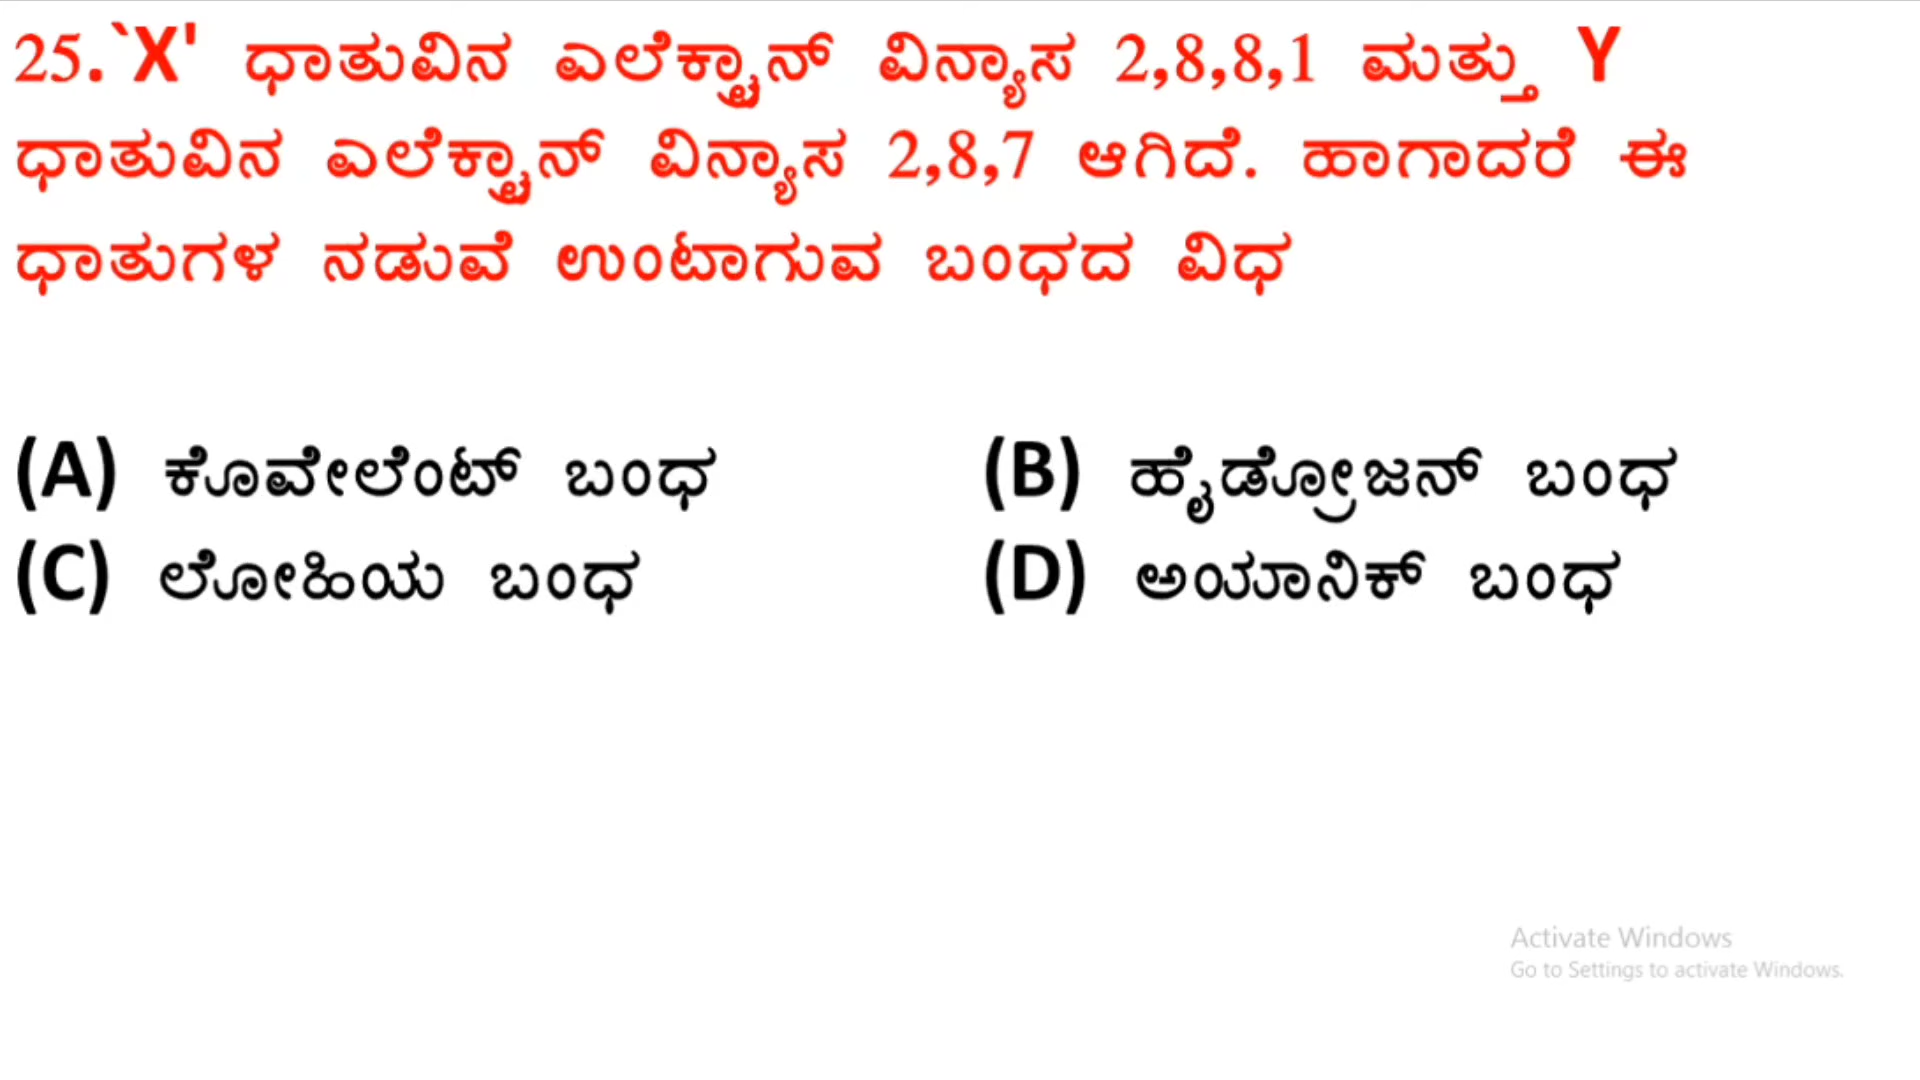 25.`X' ಧಾತುವಿನ ಎಲೆಕ್ಟ್ರಾನ್ ವಿನ್ಯಾಸ 2,8,8,1 ಮತ್ತು Y
ಧಾತುವಿನ ಎಲೆಕ್ಟ್ರಾನ್ ವಿನ್ಯಾಸ 2,8,7 ಆಗಿದೆ. ಹಾಗಾದರೆ ಈ
ಧಾತುಗಳ ನಡುವೆ ಉಂಟಾಗುವ ಬಂಧದ ವಿಧ
(A) ಕೊವೇಲೆಂಟ್ ಬಂಧ (B) ಹೈಡ್ರೋಜನ್ ಬಂಧ
(C) ಲೋಹಿಯ ಬಂಧ (D) ಅಯಾನಿಕ್ ಬಂಧ
Activate Windows
Go to Settings to activate Windows.